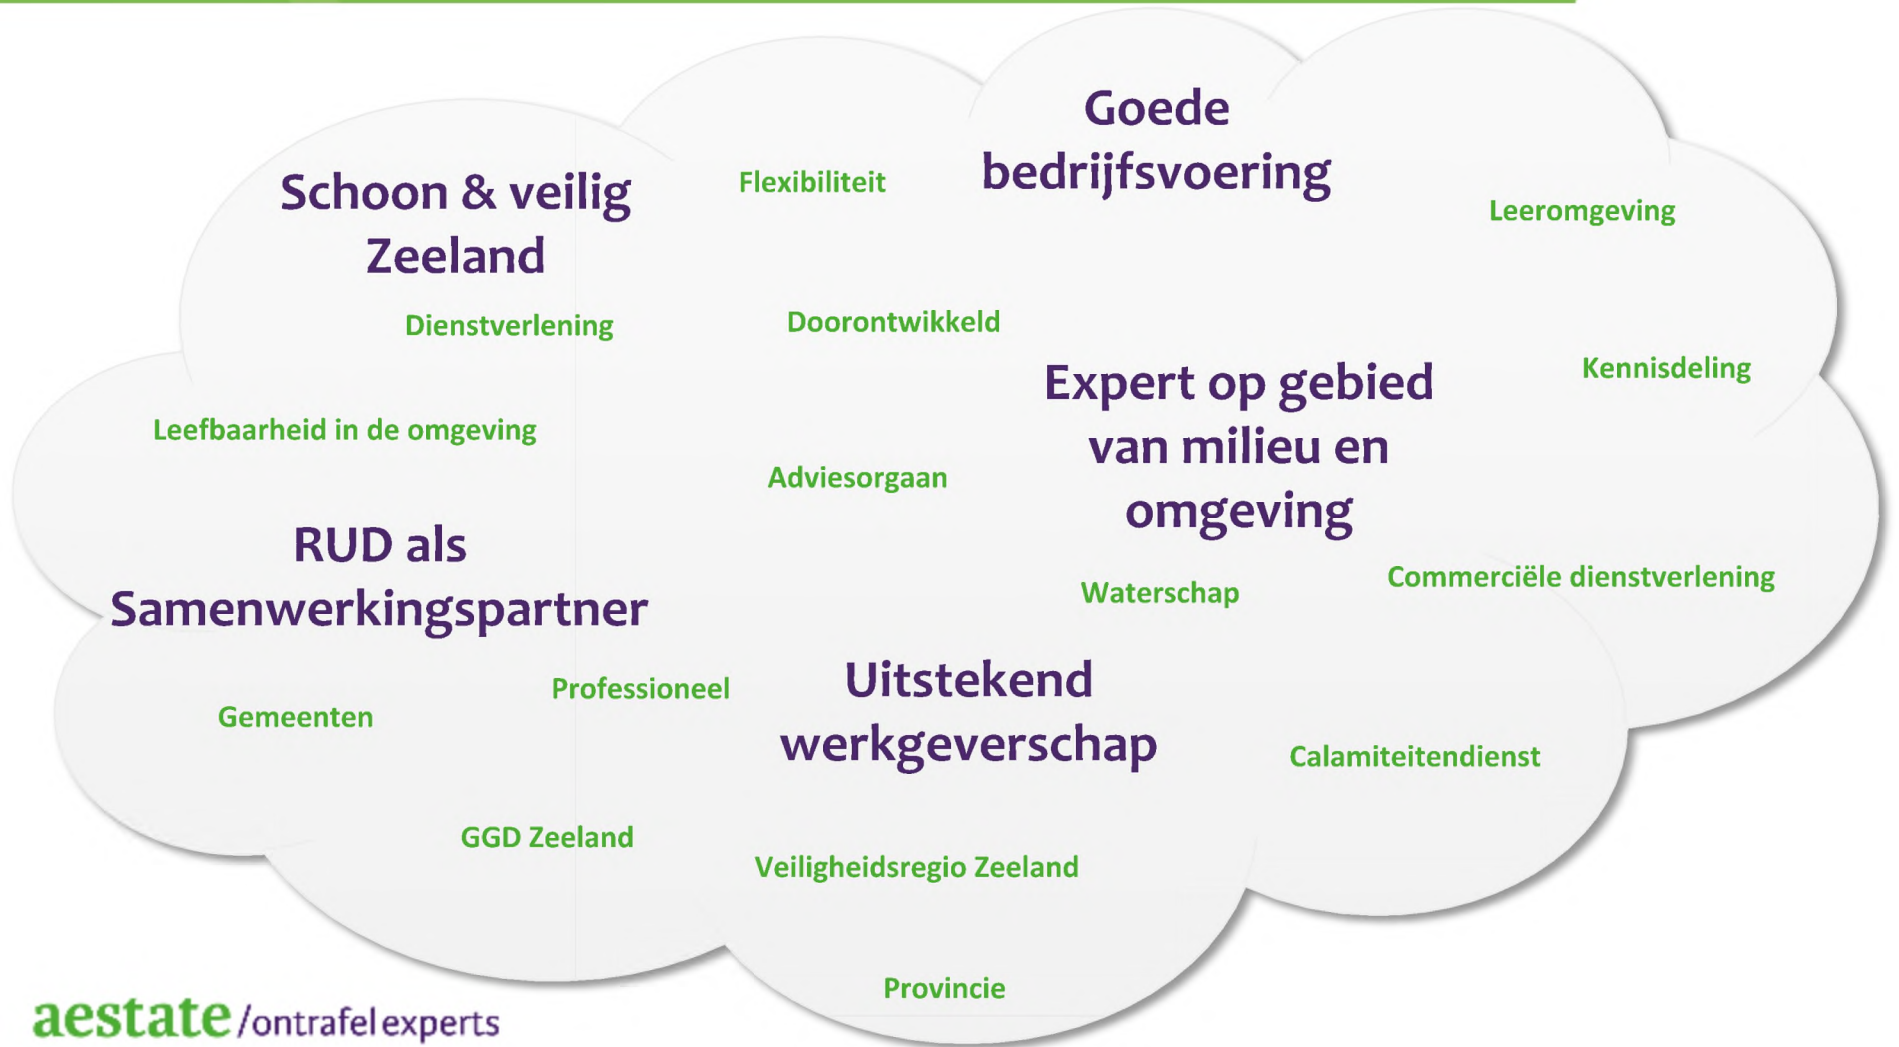 Goede
bedrijfsvoering
Schoon & veilig
Zeeland
Flexibiliteit
Leeromgeving
Dienstverlening
Doorontwikkeld
Expert op gebied
van milieu en
omgeving
Kennisdeling
Leefbaarheid in de omgeving
Adviesorgaan
RUD als
Samenwerkingspartner
Waterschap
Commerciële dienstverlening
Professioneel
Gemeenten
Uitstekend
werkgeverschap
Calamiteitendienst
GGD Zeeland
Veiligheidsregio Zeeland
Provincie
aestate/ontrafelexperts